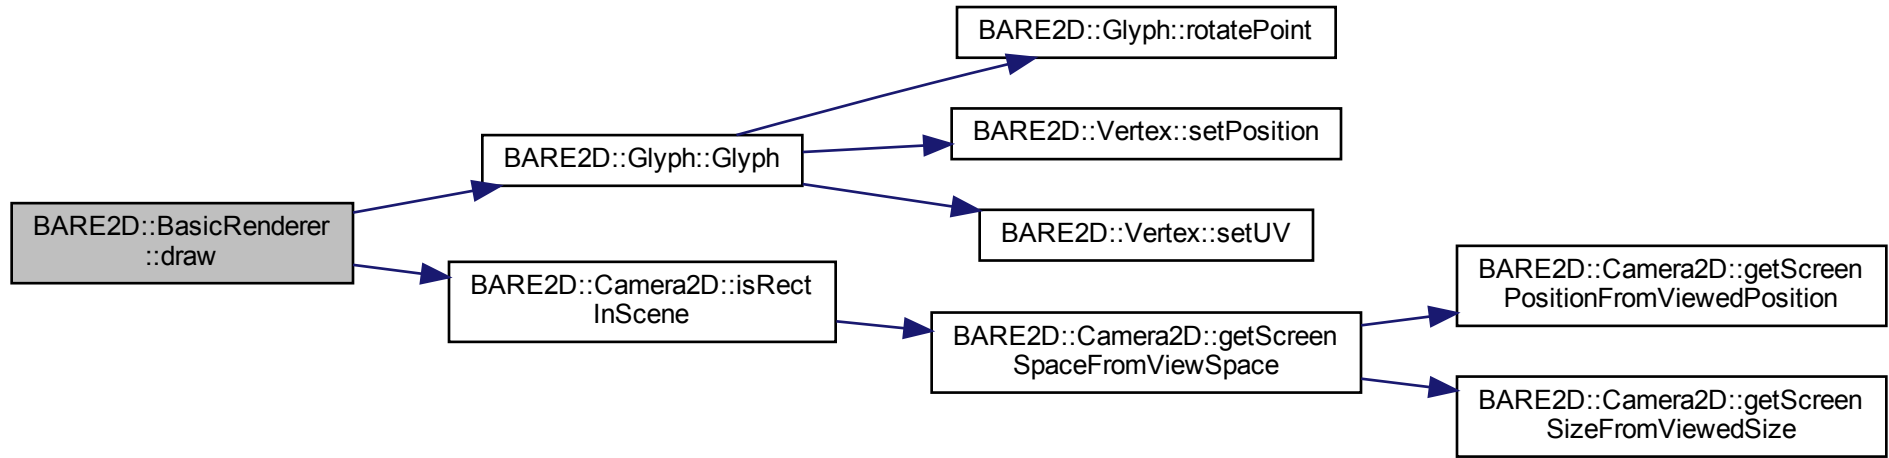 BARE2D::BasicRenderer
::draw
BARE2D::Glyph::Glyph
BARE2D::Camera2D::isRect
InScene
BARE2D::Glyph::rotatePoint
BARE2D::Vertex::setPosition
BARE2D::Vertex::setUV
BARE2D::Camera2D::getScreen
SpaceFromViewSpace
BARE2D::Camera2D::getScreen
PositionFromViewedPosition
BARE2D::Camera2D::getScreen
SizeFromViewedSize